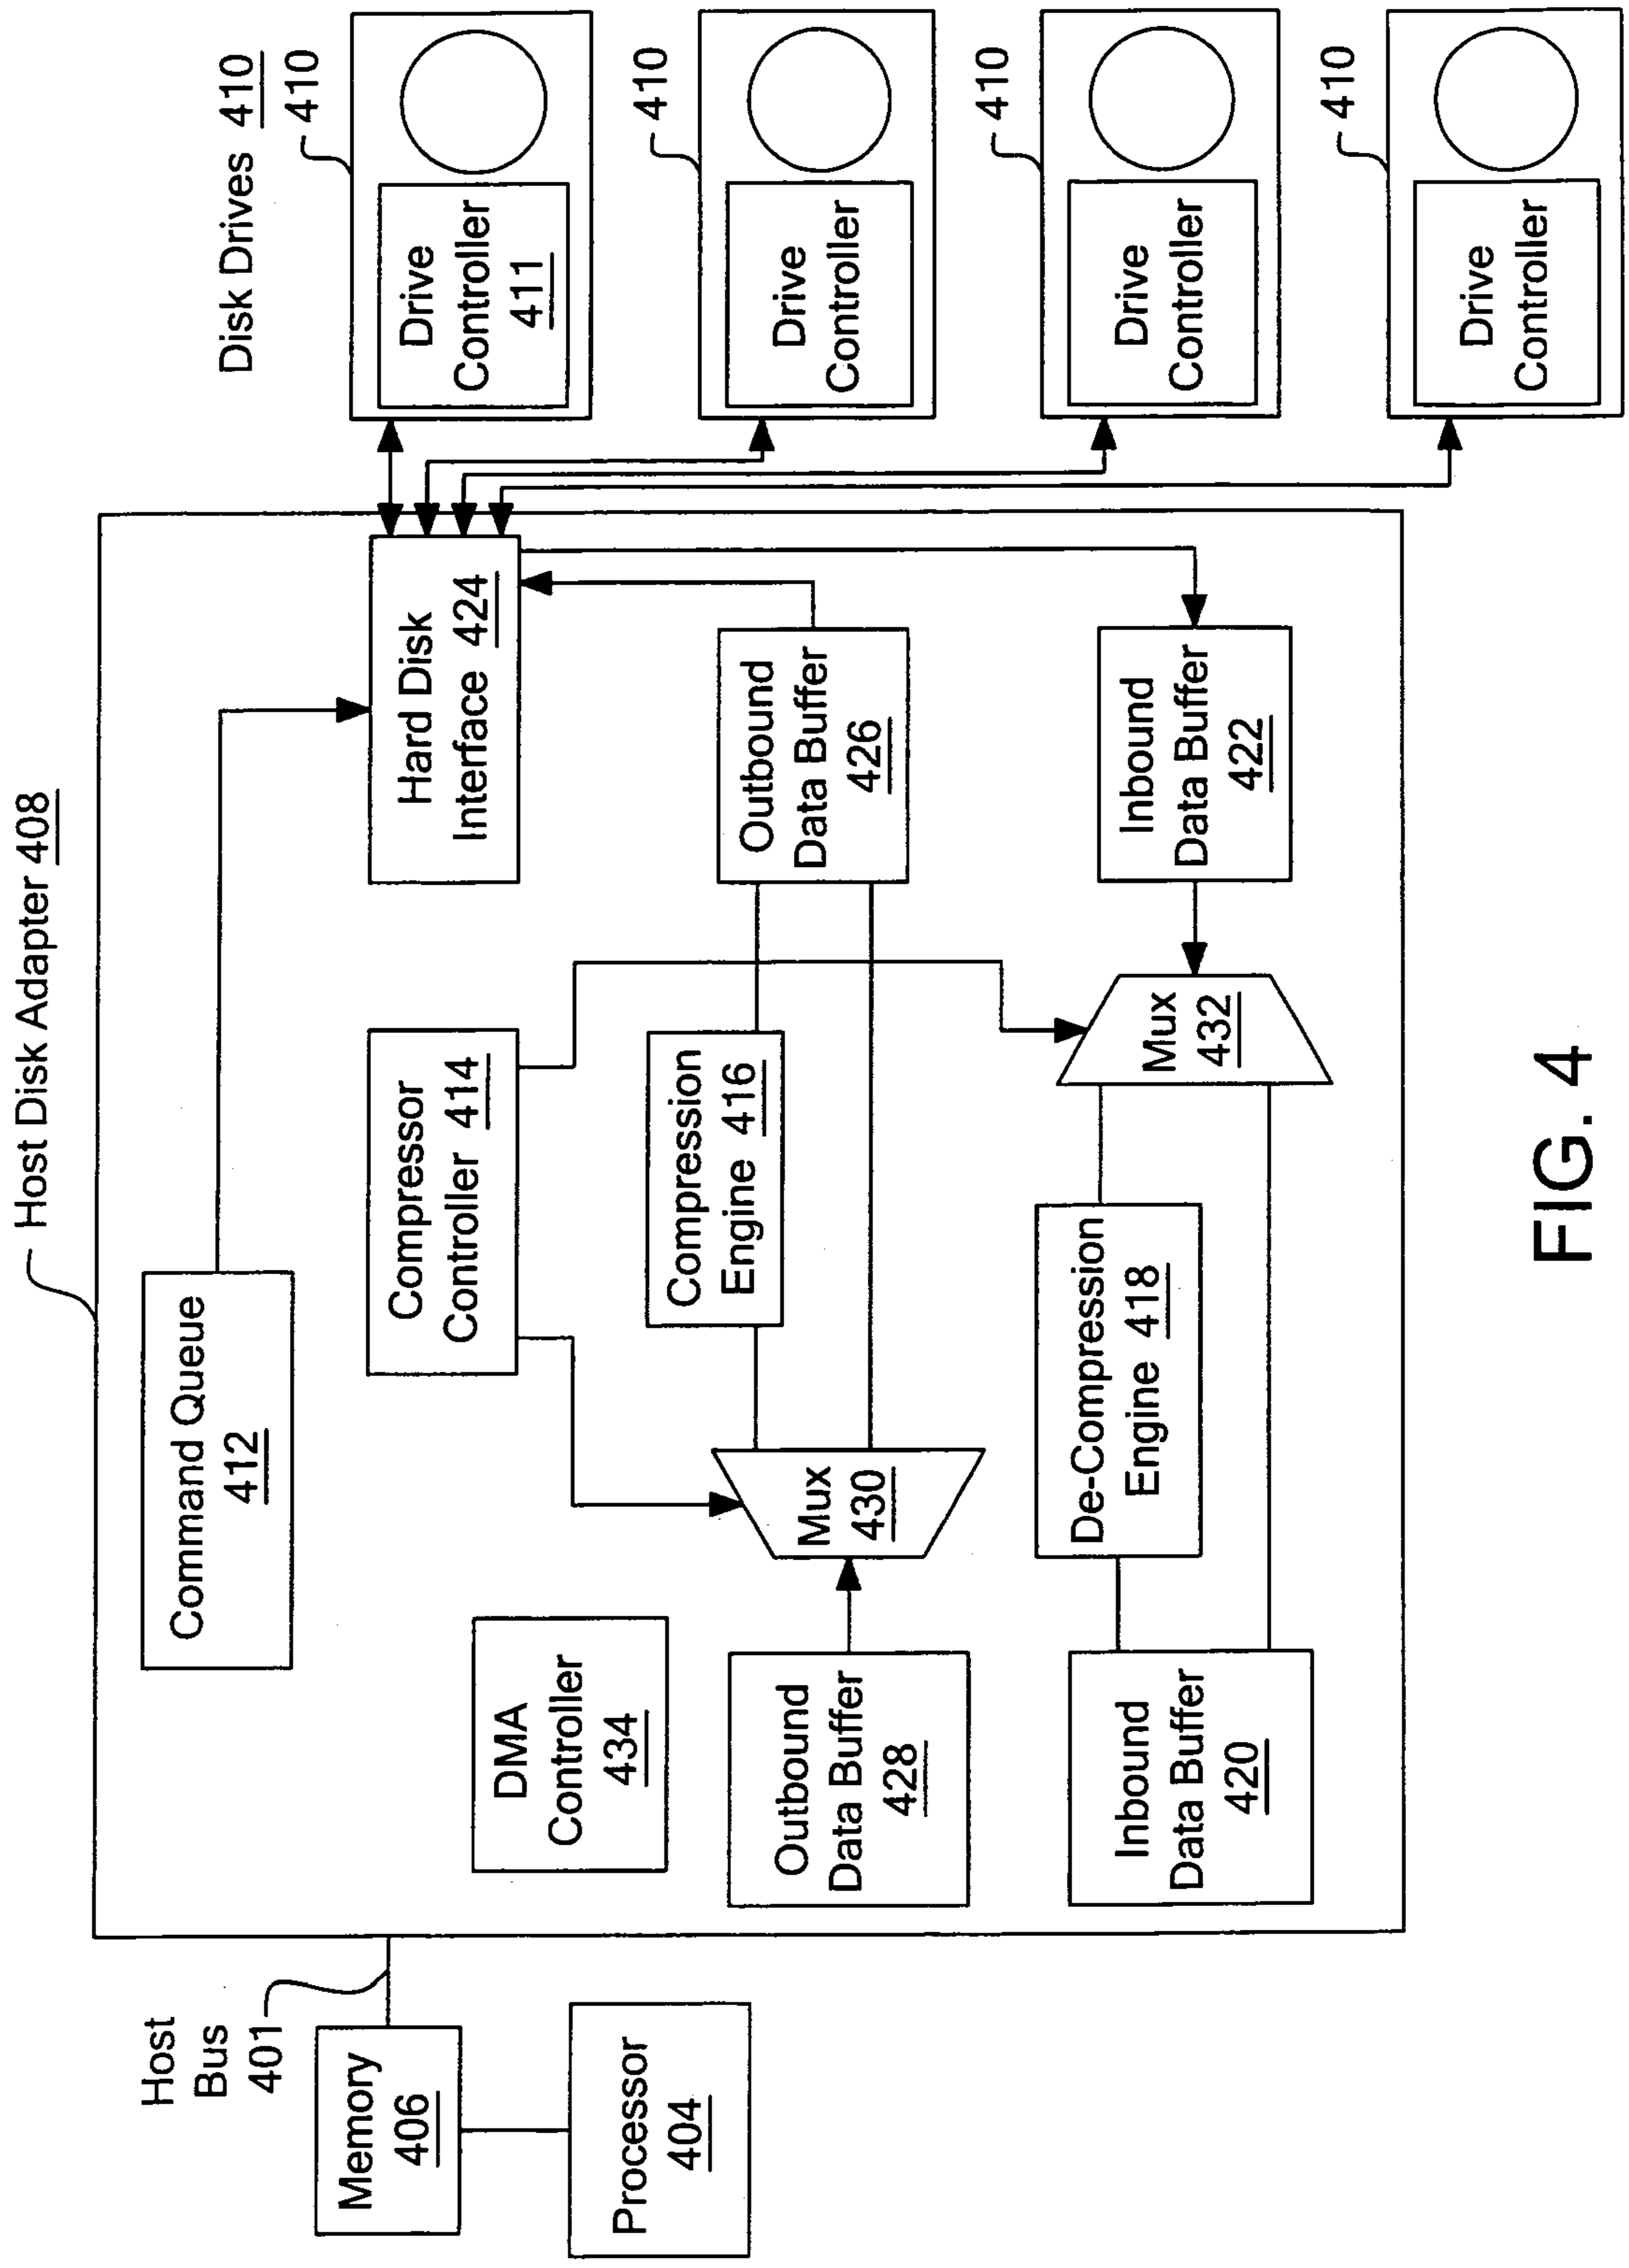 Host Disk Adapter 408
Disk Drives 410
Host
Bus
401
Memory
406
Processor
404
Command Queue
412
Compressor
Controller 414
Hard Disk
Interface 424
DMA
Controller
434
Compression
Engine 416
Outbound
Data Buffer
428
Mux
430
Outbound
Data Buffer
426
Inbound
Data Buffer
420
De-Compression
Engine 418
Mux
432
Inbound
Data Buffer
422
410
Drive
Controller
411
410
Drive
Controller
410
Drive
Controller
410
Drive
Controller
FIG. 4